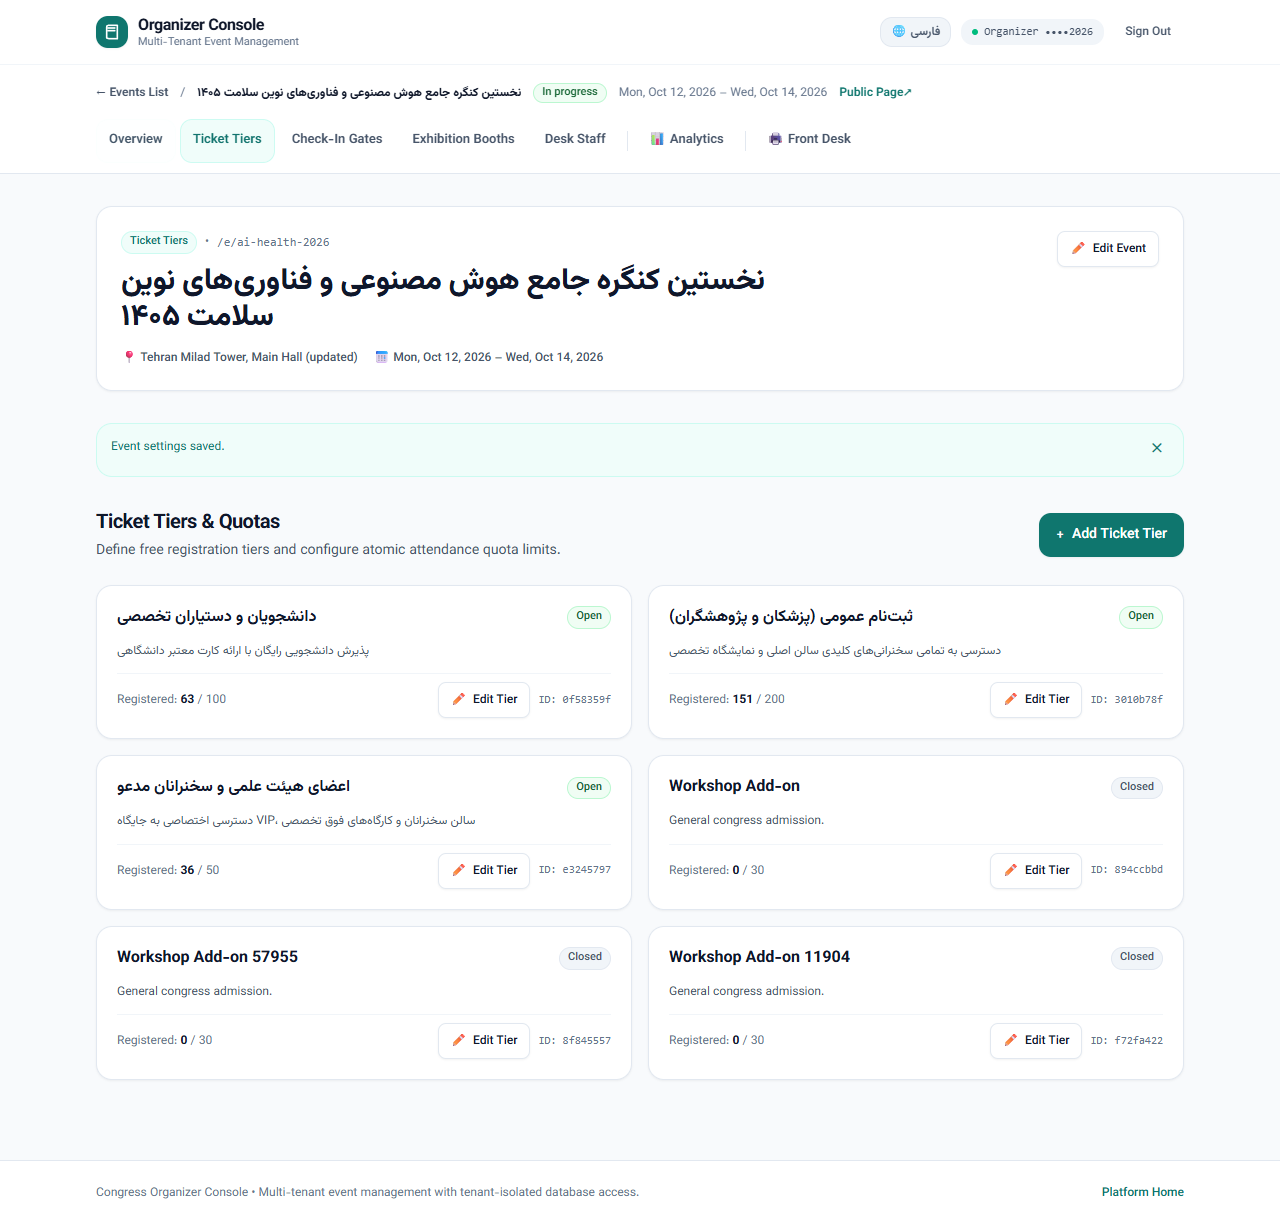 Organizer Console
Multi-Tenant Event Management
🌐 فارسی
Organizer ••••2026
Sign Out
← Events List / نخستین کنگره جامع هوش مصنوعی و فناوری‌های نوین سلامت ۱۴۰۵ In progress Mon, Oct 12, 2026 – Wed, Oct 14, 2026 Public Page↗
Overview Ticket Tiers Check-In Gates Exhibition Booths Desk Staff 📊 Analytics 🖨 Front Desk
Ticket Tiers • /e/ai-health-2026
✏️ Edit Event
نخستین کنگره جامع هوش مصنوعی و فناوری‌های نوین
سلامت ۱۴۰۵
📍 Tehran Milad Tower, Main Hall (updated) 📅 Mon, Oct 12, 2026 – Wed, Oct 14, 2026
Event settings saved. ✕
Ticket Tiers & Quotas
Define free registration tiers and configure atomic attendance quota limits.
+ Add Ticket Tier
دانشجویان و دستیاران تخصصی
Open
پذیرش دانشجویی رایگان با ارائه کارت معتبر دانشگاهی
Registered: 63 / 100 ✏️ Edit Tier ID: 0f58359f
ثبت‌نام عمومی (پزشکان و پژوهشگران)
Open
دسترسی به تمامی سخنرانی‌های کلیدی سالن اصلی و نمایشگاه تخصصی
Registered: 151 / 200 ✏️ Edit Tier ID: 3010b78f
اعضای هیئت علمی و سخنرانان مدعو
Open
دسترسی اختصاصی به جایگاه VIP، سالن سخنرانان و کارگاه‌های فوق تخصصی
Registered: 36 / 50 ✏️ Edit Tier ID: e3245797
Workshop Add-on
Closed
General congress admission.
Registered: 0 / 30 ✏️ Edit Tier ID: 894ccbbd
Workshop Add-on 57955
Closed
General congress admission.
Registered: 0 / 30 ✏️ Edit Tier ID: 8f845557
Workshop Add-on 11904
Closed
General congress admission.
Registered: 0 / 30 ✏️ Edit Tier ID: f72fa422
Congress Organizer Console • Multi-tenant event management with tenant-isolated database access.
Platform Home